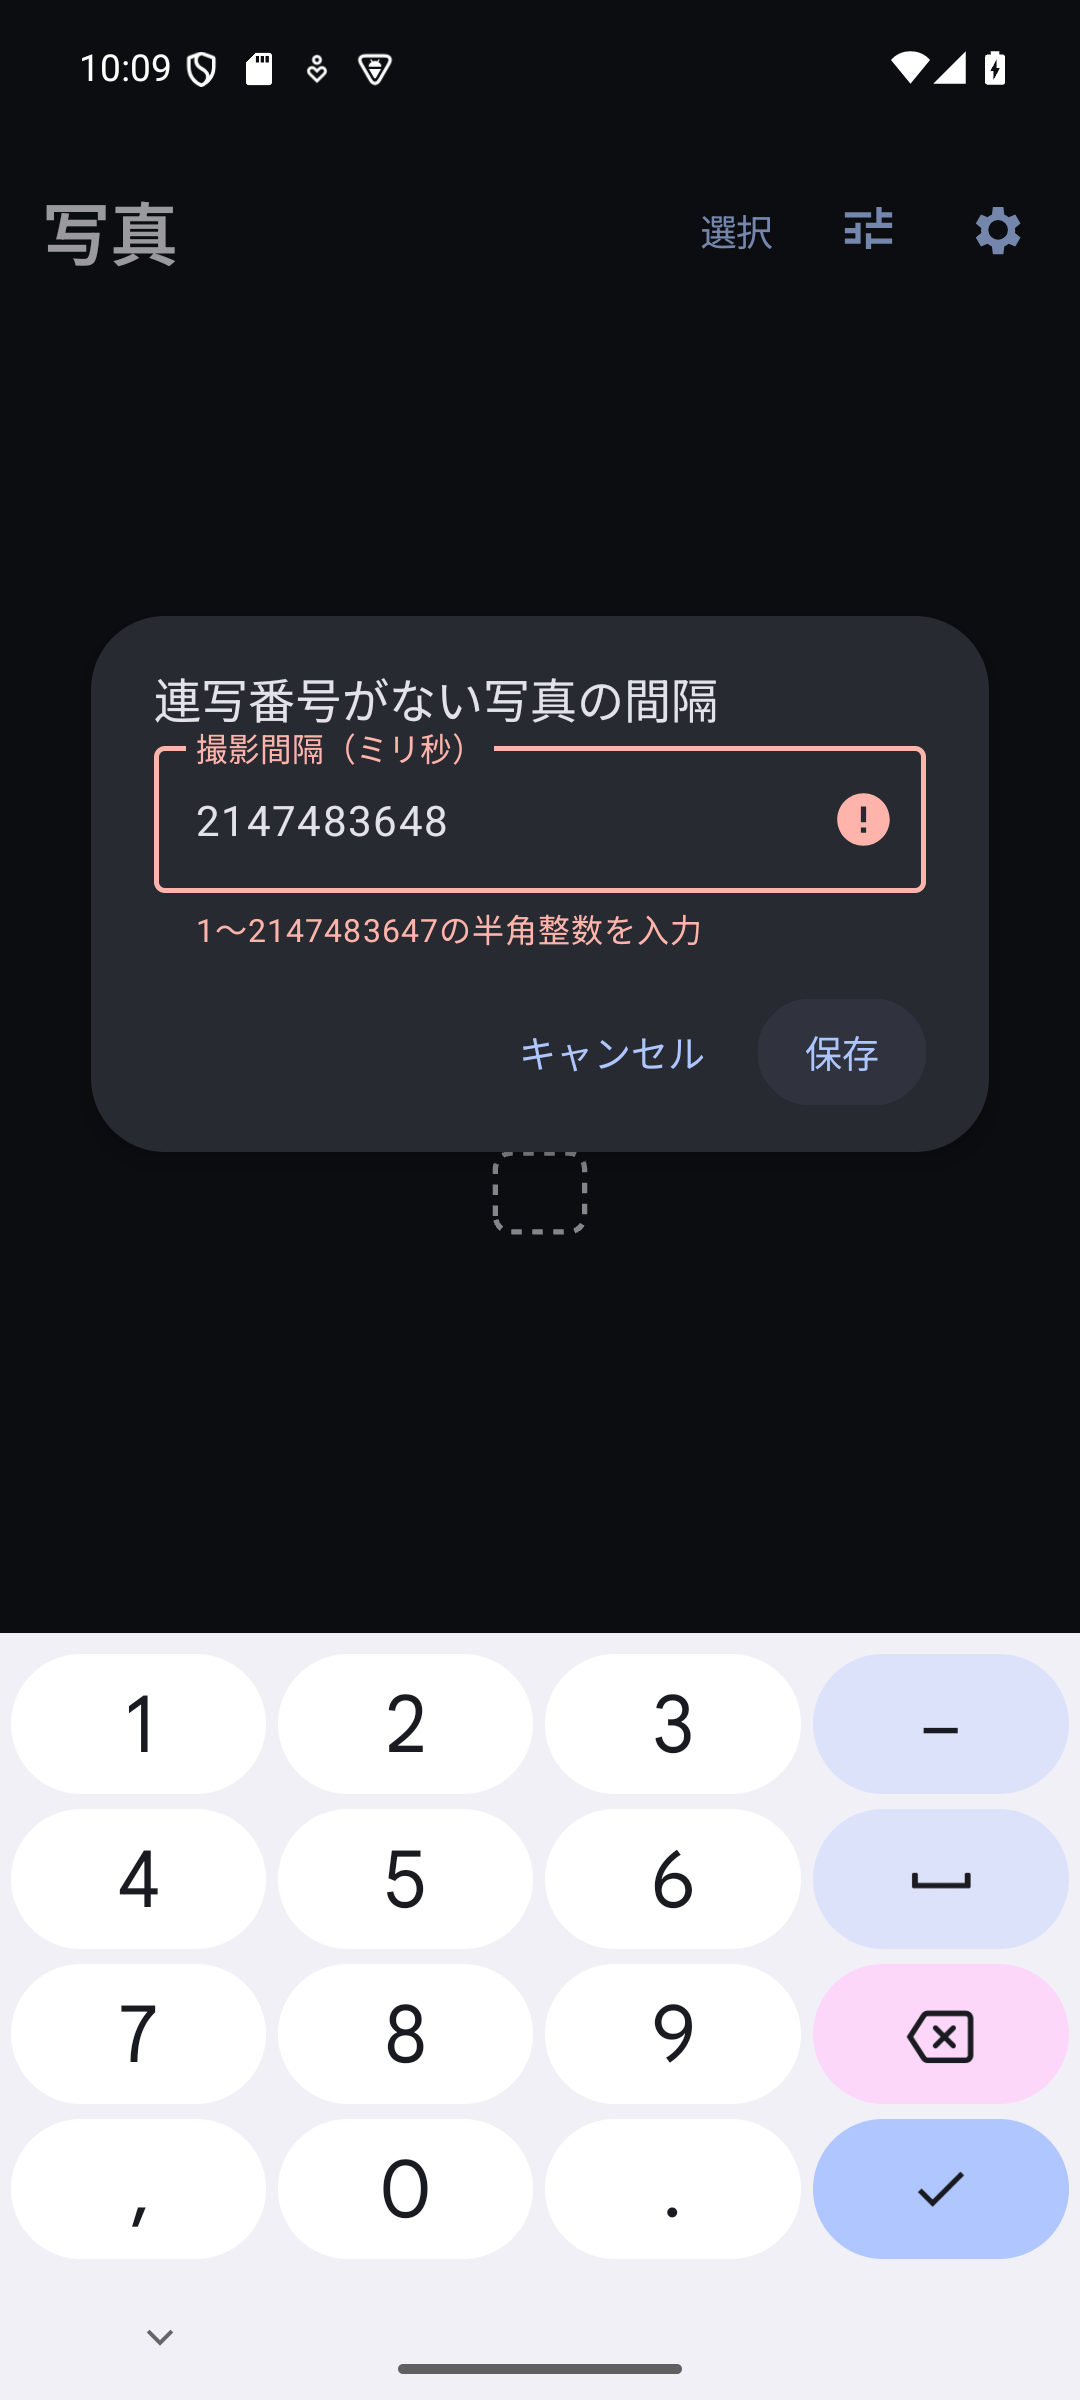 10:09
写真
選択
連写番号がない写真の間隔
撮影間隔（ミリ秒）
2147483648
1～2147483647の半角整数を入力
キャンセル
保存
1 2 3 –
4 5 6
7 8 9
, 0 .